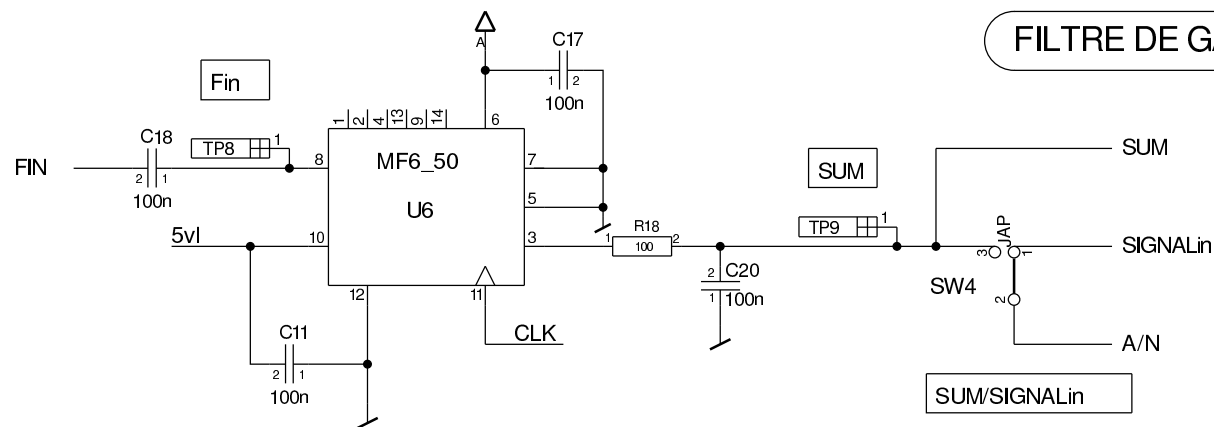 FILTRE DE GA
A
C17
1 2
100n
Fin
1 2 4 13 9 14
6
C18
TP8 1
SUM
FIN
2 1
8
MF6_50
7
SUM
100n
U6
5
TP9 1
R18
5vl
10
3
1 100 2
3 JAP 1
SIGNALin
2 C20
1 100n
SW4
12
11
2
C11
CLK
A/N
2 1
100n
SUM/SIGNALin